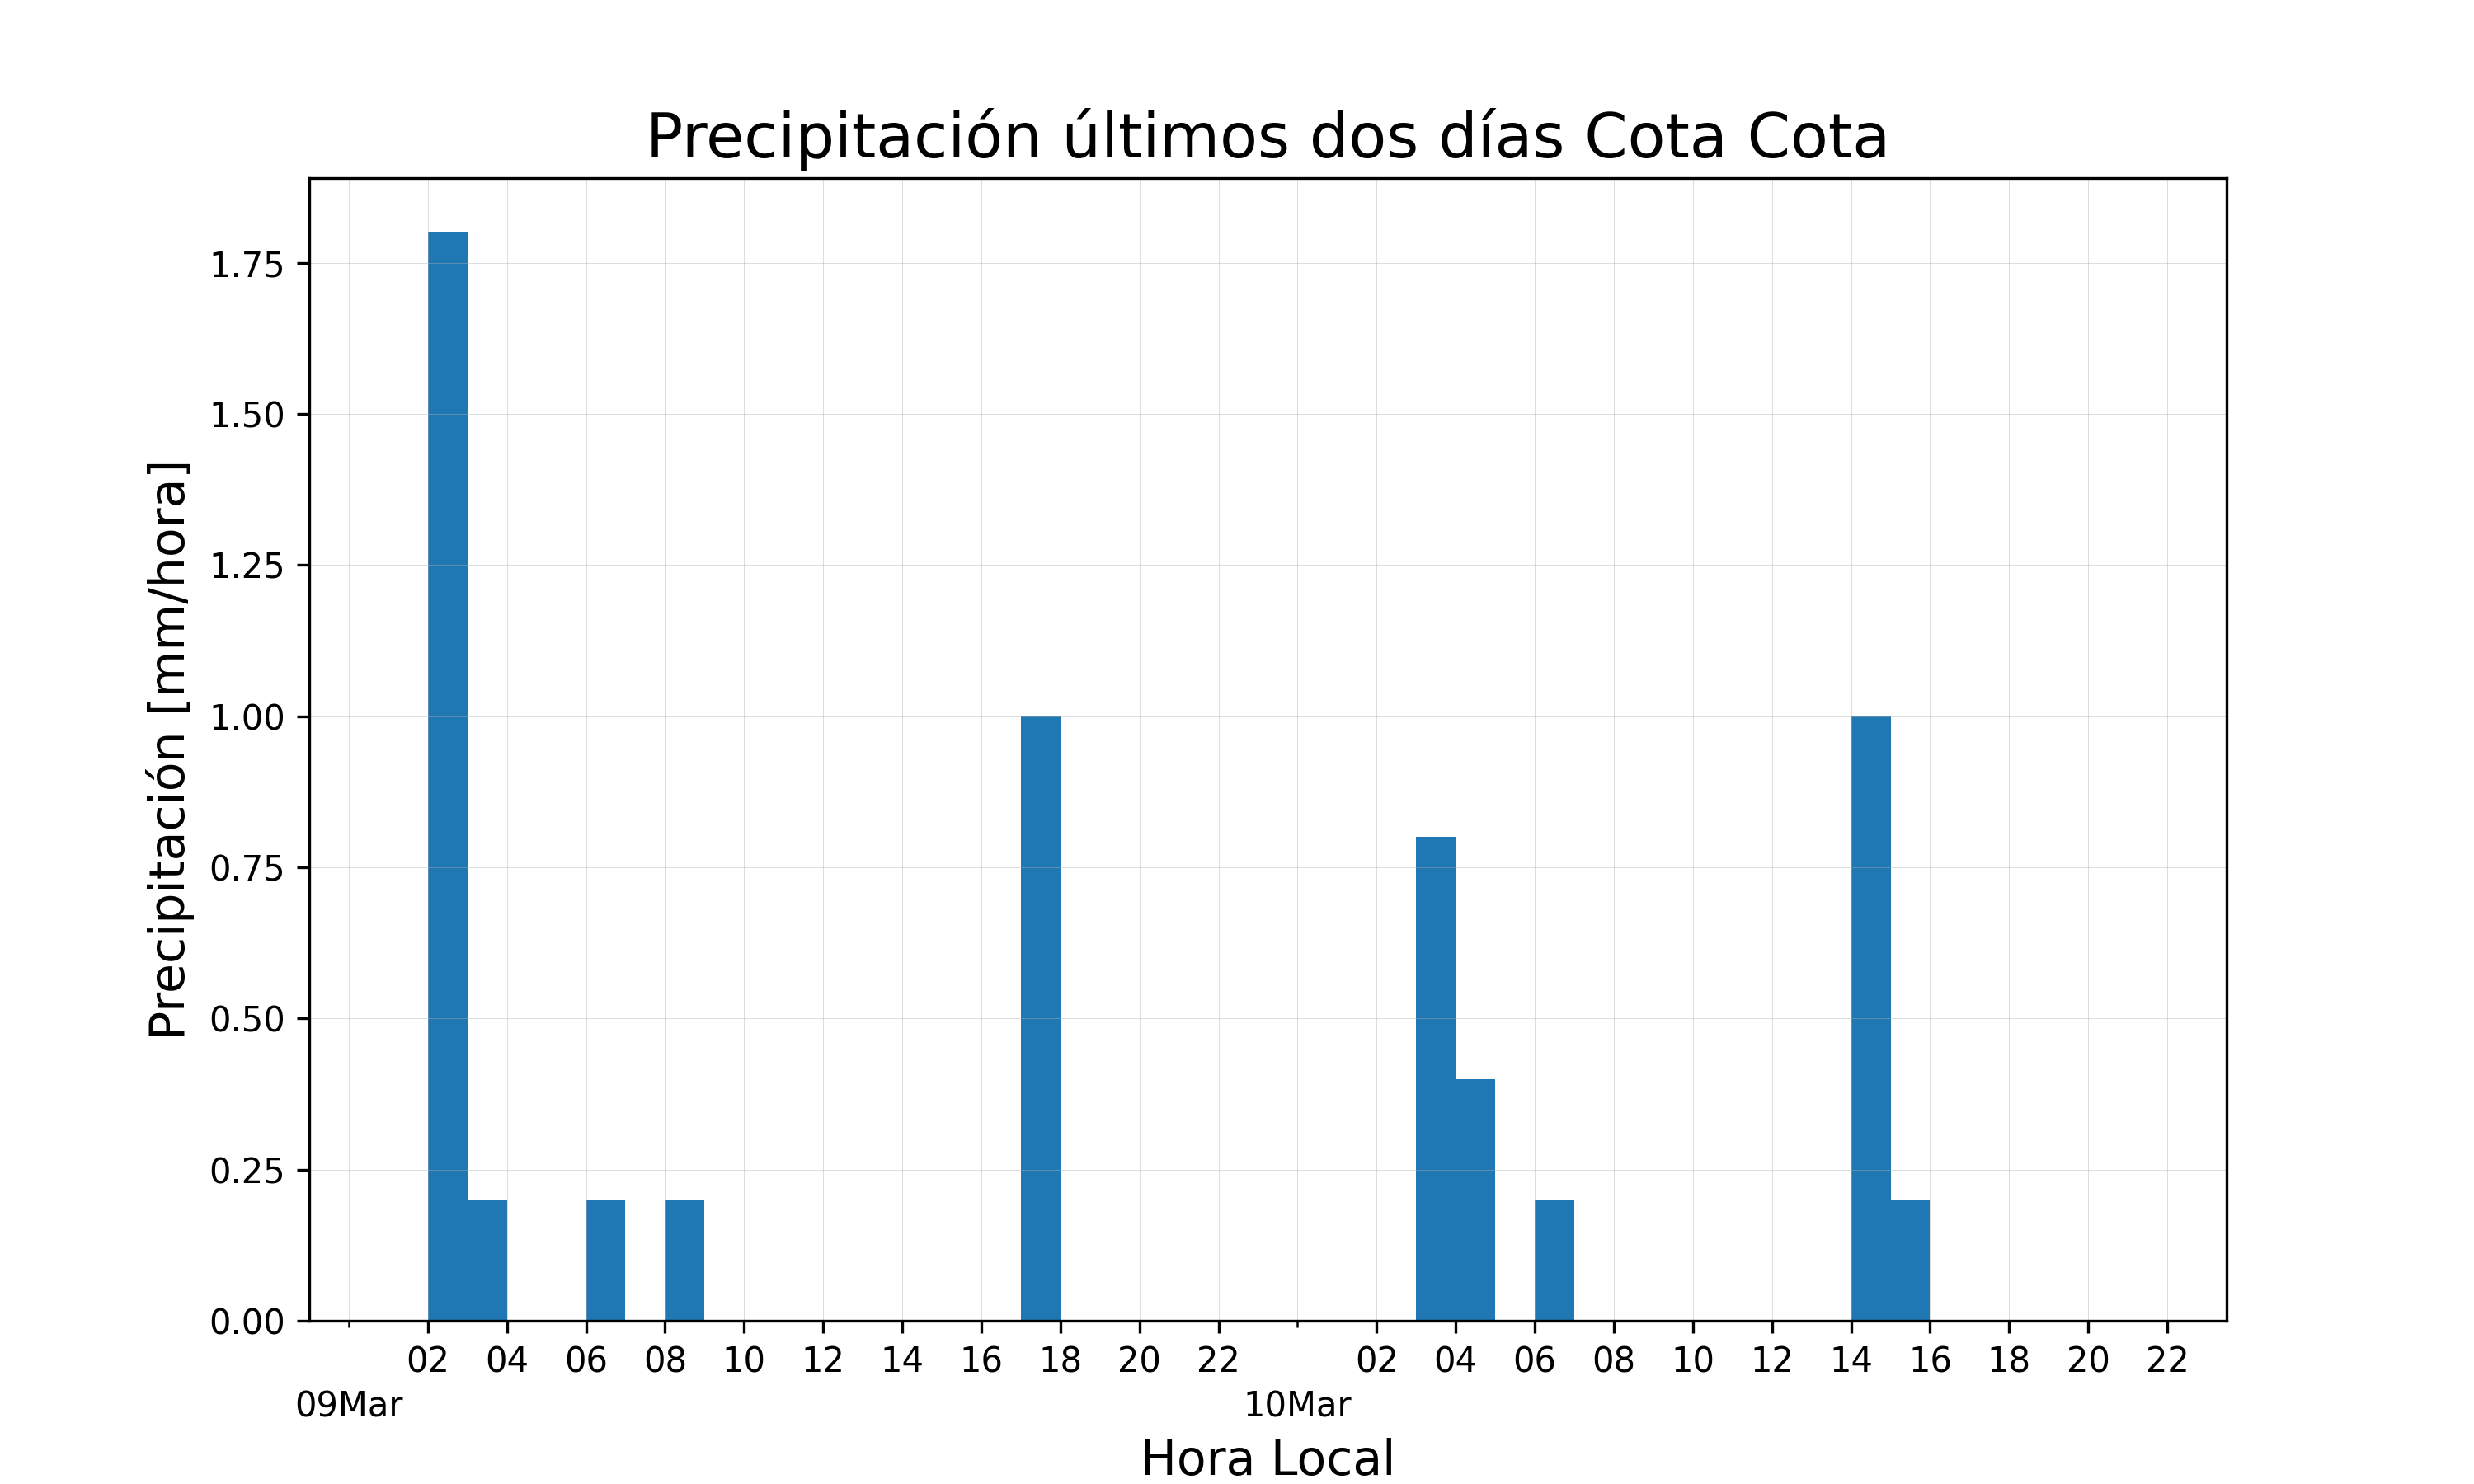 Precipitación últimos dos días Cota Cota
Precipitación [mm/hora]
1.75
1.50
1.25
1.00
0.75
0.50
0.25
0.00
02 04 06 08 10 12 14 16 18 20 22 02 04 06 08 10 12 14 16 18 20 22
09Mar 10Mar
Hora Local